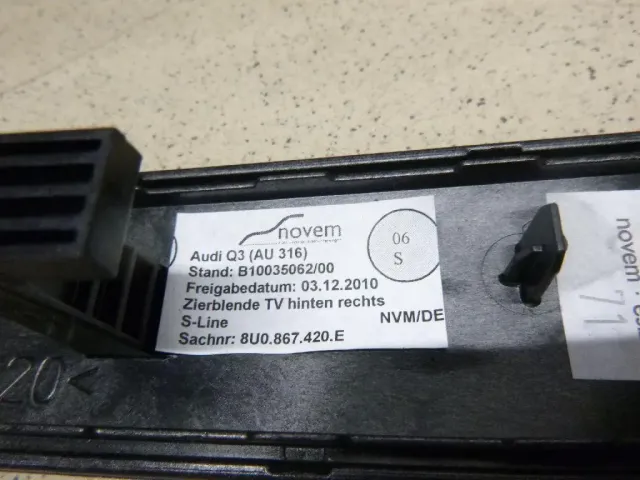 novem
06
S
Audi Q3 (AU 316)
Stand: B10035062/00
Freigabedatum: 03.12.2010
Zierblende TV hinten rechts
S-Line
NVM/DE
Sachnr: 8U0.867.420.E
20<
novem
71